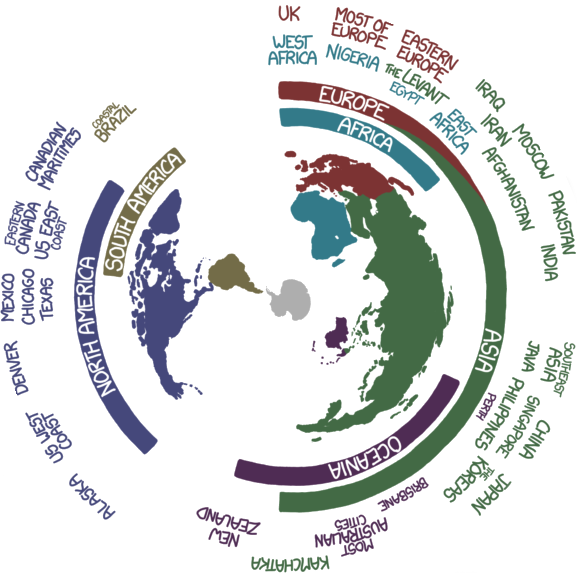 UK
MOST OF
EUROPE
EASTERN
EUROPE
WEST
AFRICA
NIGERIA
THE LEVANT
EGYPT
EAST
AFRICA
IRAQ
IRAN
AFGHANISTAN
MOSCOW
PAKISTAN
INDIA
EUROPE
AFRICA
ASIA
OCEANIA
NORTH AMERICA
SOUTH AMERICA
SOUTHEAST
ASIA
JAVA
PERTH
PHILIPPINES
SINGAPORE
CHINA
THE
KOREAS
JAPAN
BRISBANE
MOST
AUSTRALIAN
CITIES
KAMCHATKA
NEW
ZEALAND
ALASKA
US WEST
COAST
DENVER
MEXICO
CHICAGO
TEXAS
EASTERN
CANADA
US EAST
COAST
CANADIAN
MARITIMES
COASTAL
BRAZIL